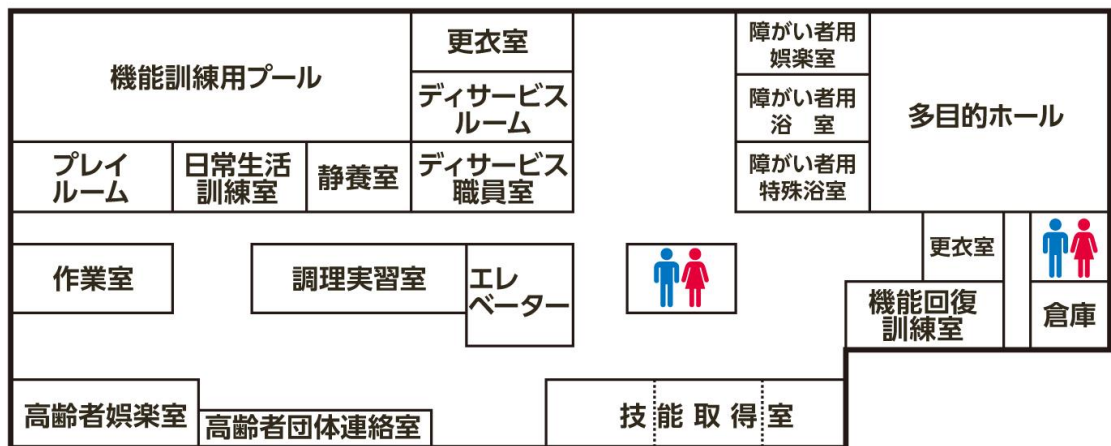 機能訓練用プール
更衣室
ディサービス
ルーム
障がい者用
娯楽室
障がい者用
浴　室
多目的ホール
プレイ
ルーム
日常生活
訓練室
静養室
ディサービス
職員室
障がい者用
特殊浴室
作業室
調理実習室
エレ
ベーター
更衣室
機能回復
訓練室
倉庫
高齢者娯楽室
高齢者団体連絡室
技能取得室